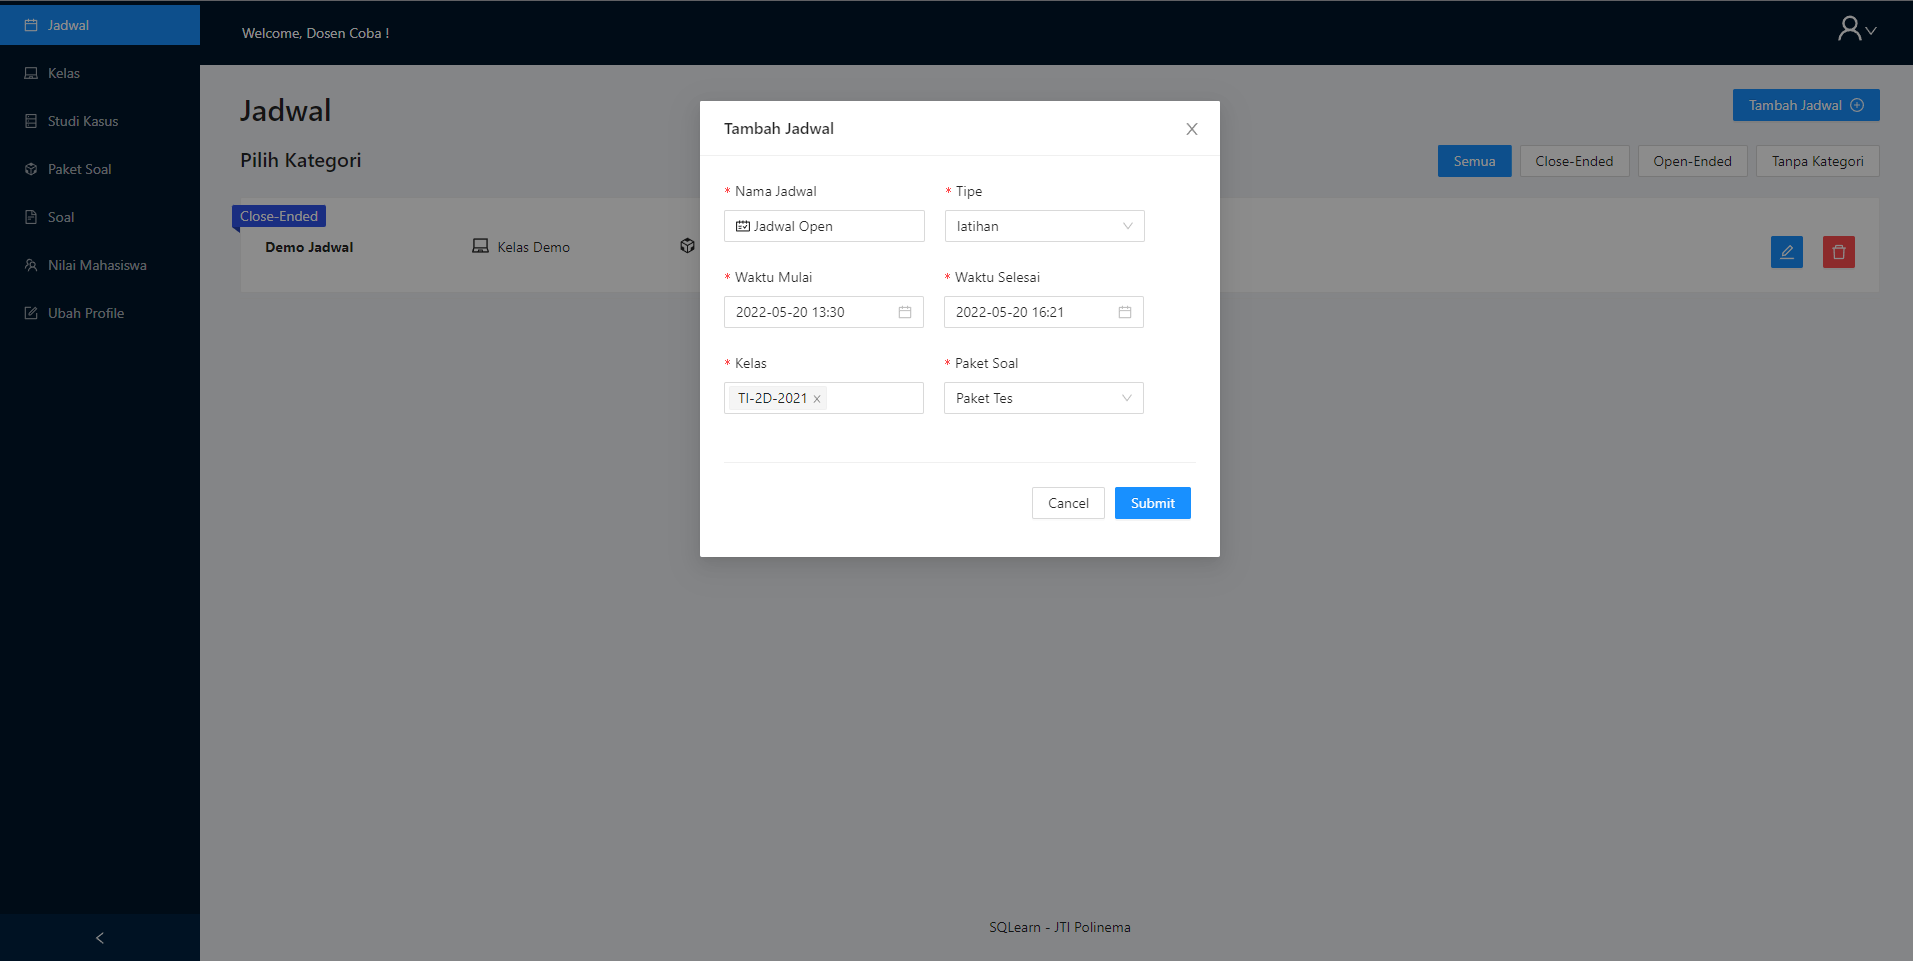 Jadwal
Kelas
Studi Kasus
Paket Soal
Soal
Nilai Mahasiswa
Ubah Profile
Welcome, Dosen Coba !
Jadwal
Tambah Jadwal
Pilih Kategori
Semua Close-Ended Open-Ended Tanpa Kategori
Close-Ended
Demo Jadwal Kelas Demo
Tambah Jadwal
* Nama Jadwal * Tipe
Jadwal Open latihan
* Waktu Mulai * Waktu Selesai
2022-05-20 13:30 2022-05-20 16:21
* Kelas * Paket Soal
TI-2D-2021 Paket Tes
Cancel Submit
SQLearn - JTI Polinema